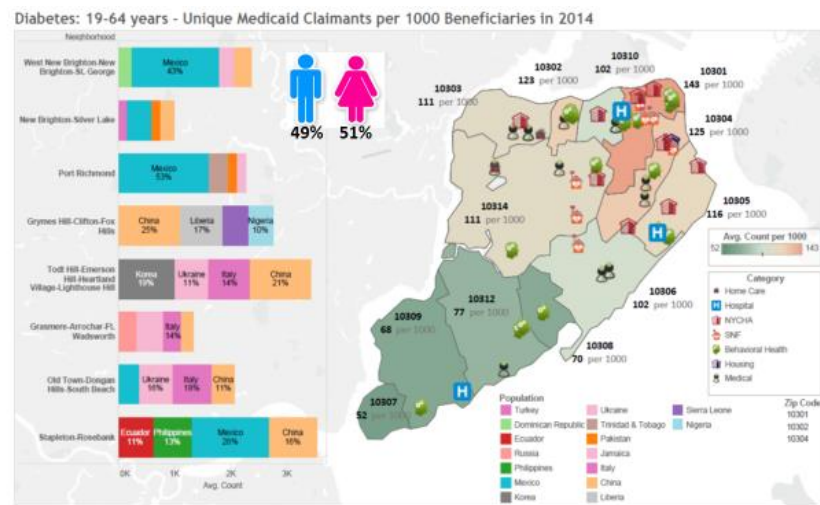 Diabetes: 19-64 years - Unique Medicaid Claimants per 1000 Beneficiaries in 2014
Neighborhood
West New Brighton-New
Brighton-St. George
Mexico
43%
New Brighton-Silver Lake
Port Richmond
Mexico
53%
Grymes Hill-Clifton-Fox
Hills
China
25%
Liberia
17%
Nigeria
10%
Todt Hill-Emerson
Hill-Heartland
Village-Lighthouse Hill
Korea
19%
Ukraine
11%
Italy
14%
China
21%
Grasmere-Arrochar-Ft.
Wadsworth
Italy
14%
Old Town-Dongan
Hills-South Beach
Ukraine
16%
Italy
18%
China
11%
Stapleton-Rosebank
Ecuador
11%
Philippines
13%
Mexico
26%
China
16%
0K 1K 2K 3K
Avg. Count
49% 51%
10303
111 per 1000
10302
123 per 1000
10310
102 per 1000
10301
143 per 1000
10304
125 per 1000
10314
111 per 1000
10305
116 per 1000
10306
102 per 1000
10309
68 per 1000
10312
77 per 1000
10308
70 per 1000
10307
52 per 1000
Avg. Count per 1000
52 143
Category
Home Care
Hospital
NYCHA
SNF
Behavioral Health
Housing
Medical
Population
Turkey
Dominican Republic
Ecuador
Russia
Philippines
Mexico
Korea
Ukraine
Trinidad & Tobago
Pakistan
Jamaica
Italy
China
Liberia
Sierra Leone
Nigeria
Zip Code
10301
10302
10304